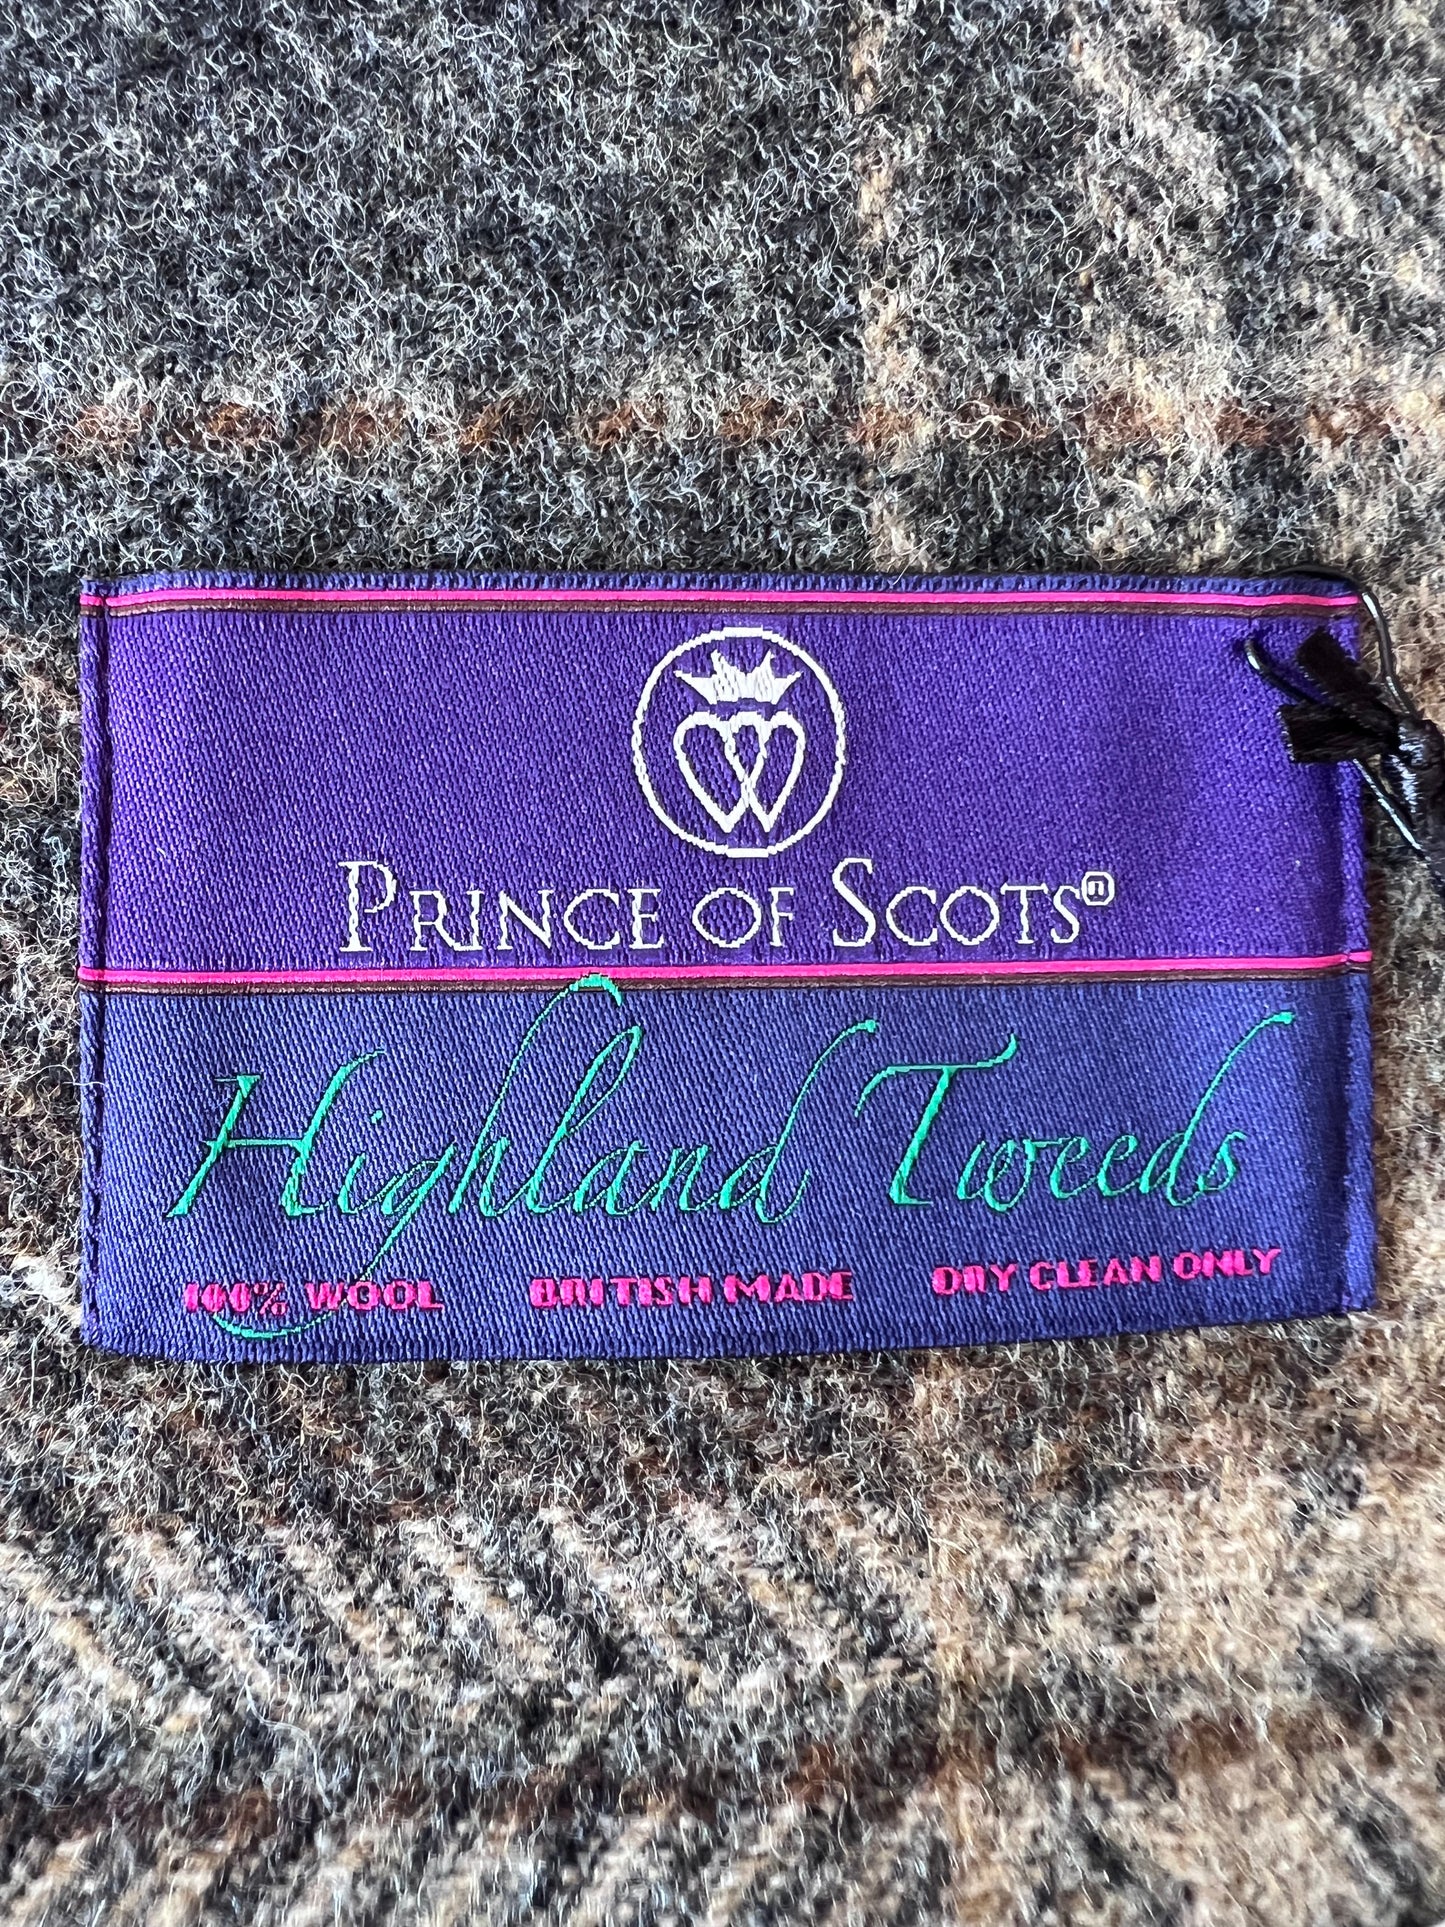 PRINCE OF SCOTS®
Highland Tweeds
100% WOOL BRITISH MADE DRY CLEAN ONLY